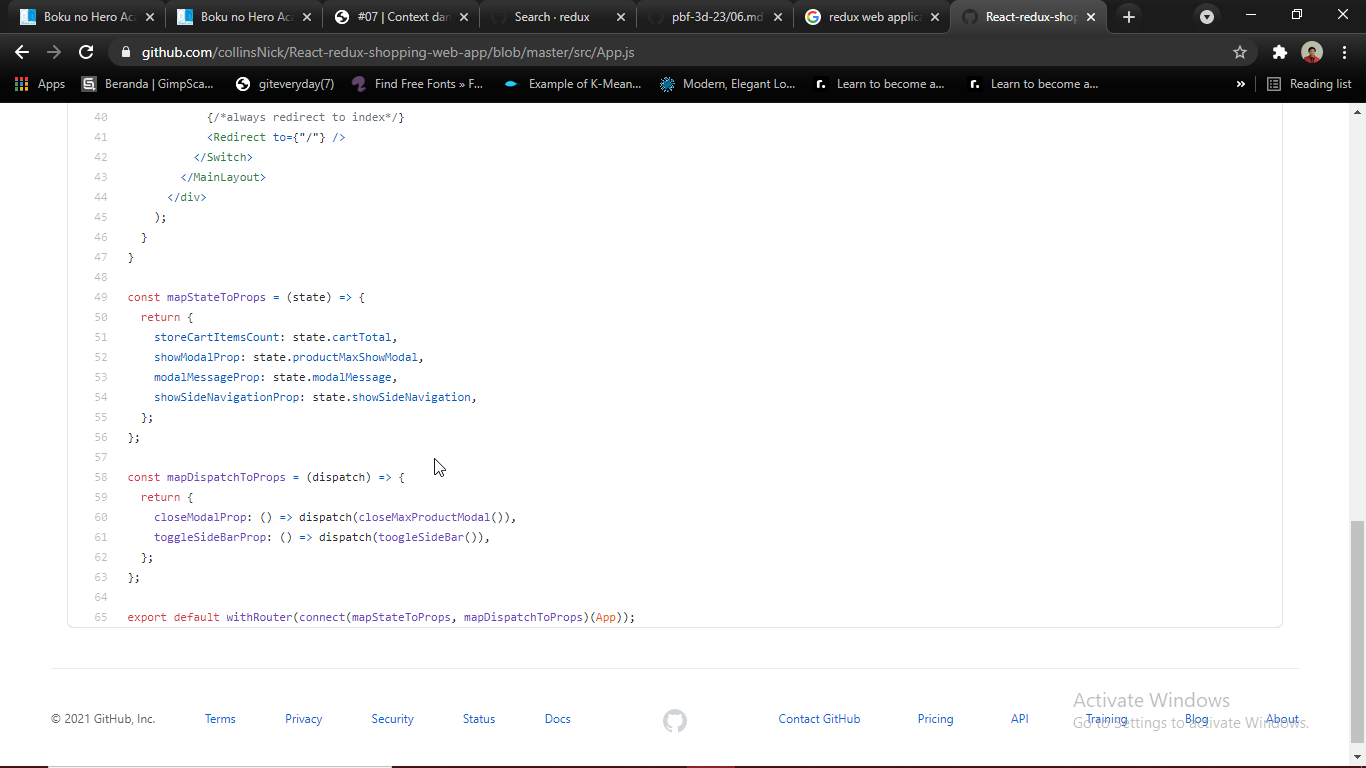 Boku no Hero Aca
Boku no Hero Aca
#07 | Context dan
Search · redux
pbf-3d-23/06.md
redux web applica
React-redux-shop
github.com/collinsNick/React-redux-shopping-web-app/blob/master/src/App.js
Apps
Beranda | GimpSca...
giteveryday(7)
Find Free Fonts » F...
Example of K-Mean...
Modern, Elegant Lo...
Learn to become a...
Learn to become a...
»
Reading list
40 {/*always redirect to index*/}
41 <Redirect to={"/"} />
42 </Switch>
43 </MainLayout>
44 </div>
45 );
46 }
47 }
48
49 const mapStateToProps = (state) => {
50 return {
51 storeCartItemsCount: state.cartTotal,
52 showModalProp: state.productMaxShowModal,
53 modalMessageProp: state.modalMessage,
54 showSideNavigationProp: state.showSideNavigation,
55 };
56 };
57
58 const mapDispatchToProps = (dispatch) => {
59 return {
60 closeModalProp: () => dispatch(closeMaxProductModal()),
61 toggleSideBarProp: () => dispatch(toogleSideBar()),
62 };
63 };
64
65 export default withRouter(connect(mapStateToProps, mapDispatchToProps)(App));
Activate Windows
Go to Settings to activate Windows.
© 2021 GitHub, Inc.
Terms
Privacy
Security
Status
Docs
Contact GitHub
Pricing
API
Training
Blog
About